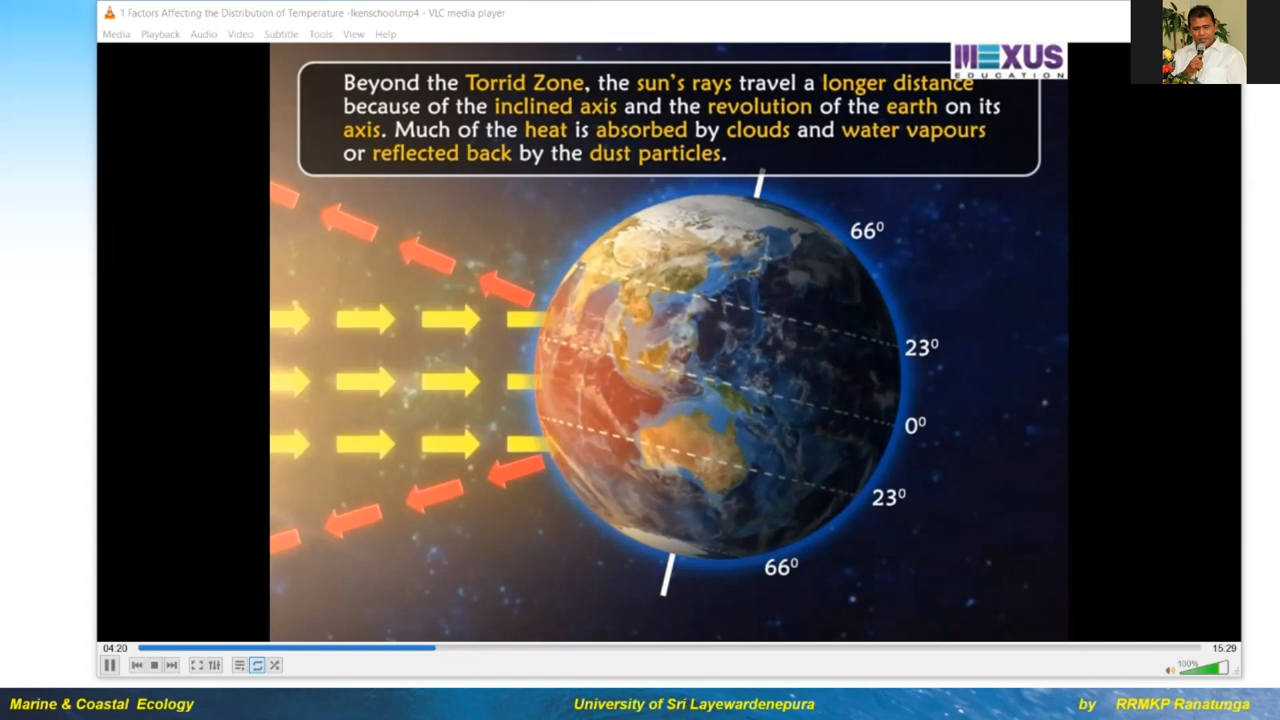 1 Factors Affecting the Distribution of Temperature -Ikenschool.mp4 - VLC media player
Media Playback Audio Video Subtitle Tools View Help
MEXUS
EDUCATION
Beyond the Torrid Zone, the sun's rays travel a longer distance
because of the inclined axis and the revolution of the earth on its
axis. Much of the heat is absorbed by clouds and water vapours
or reflected back by the dust particles.
66⁰
23⁰
0⁰
23⁰
66⁰
04:20
15:29
100%
Marine & Coastal Ecology University of Sri Layewardenepura by RRMKP Ranatunga